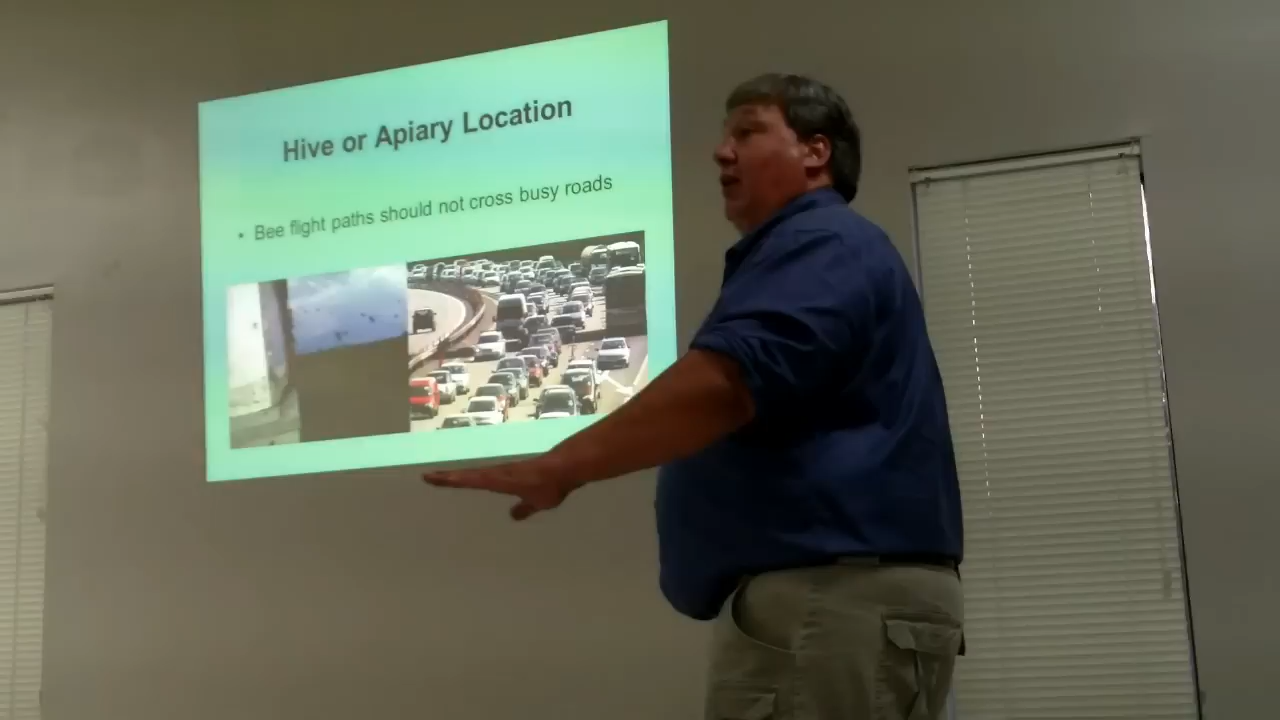 Hive or Apiary Location
• Bee flight paths should not cross busy roads